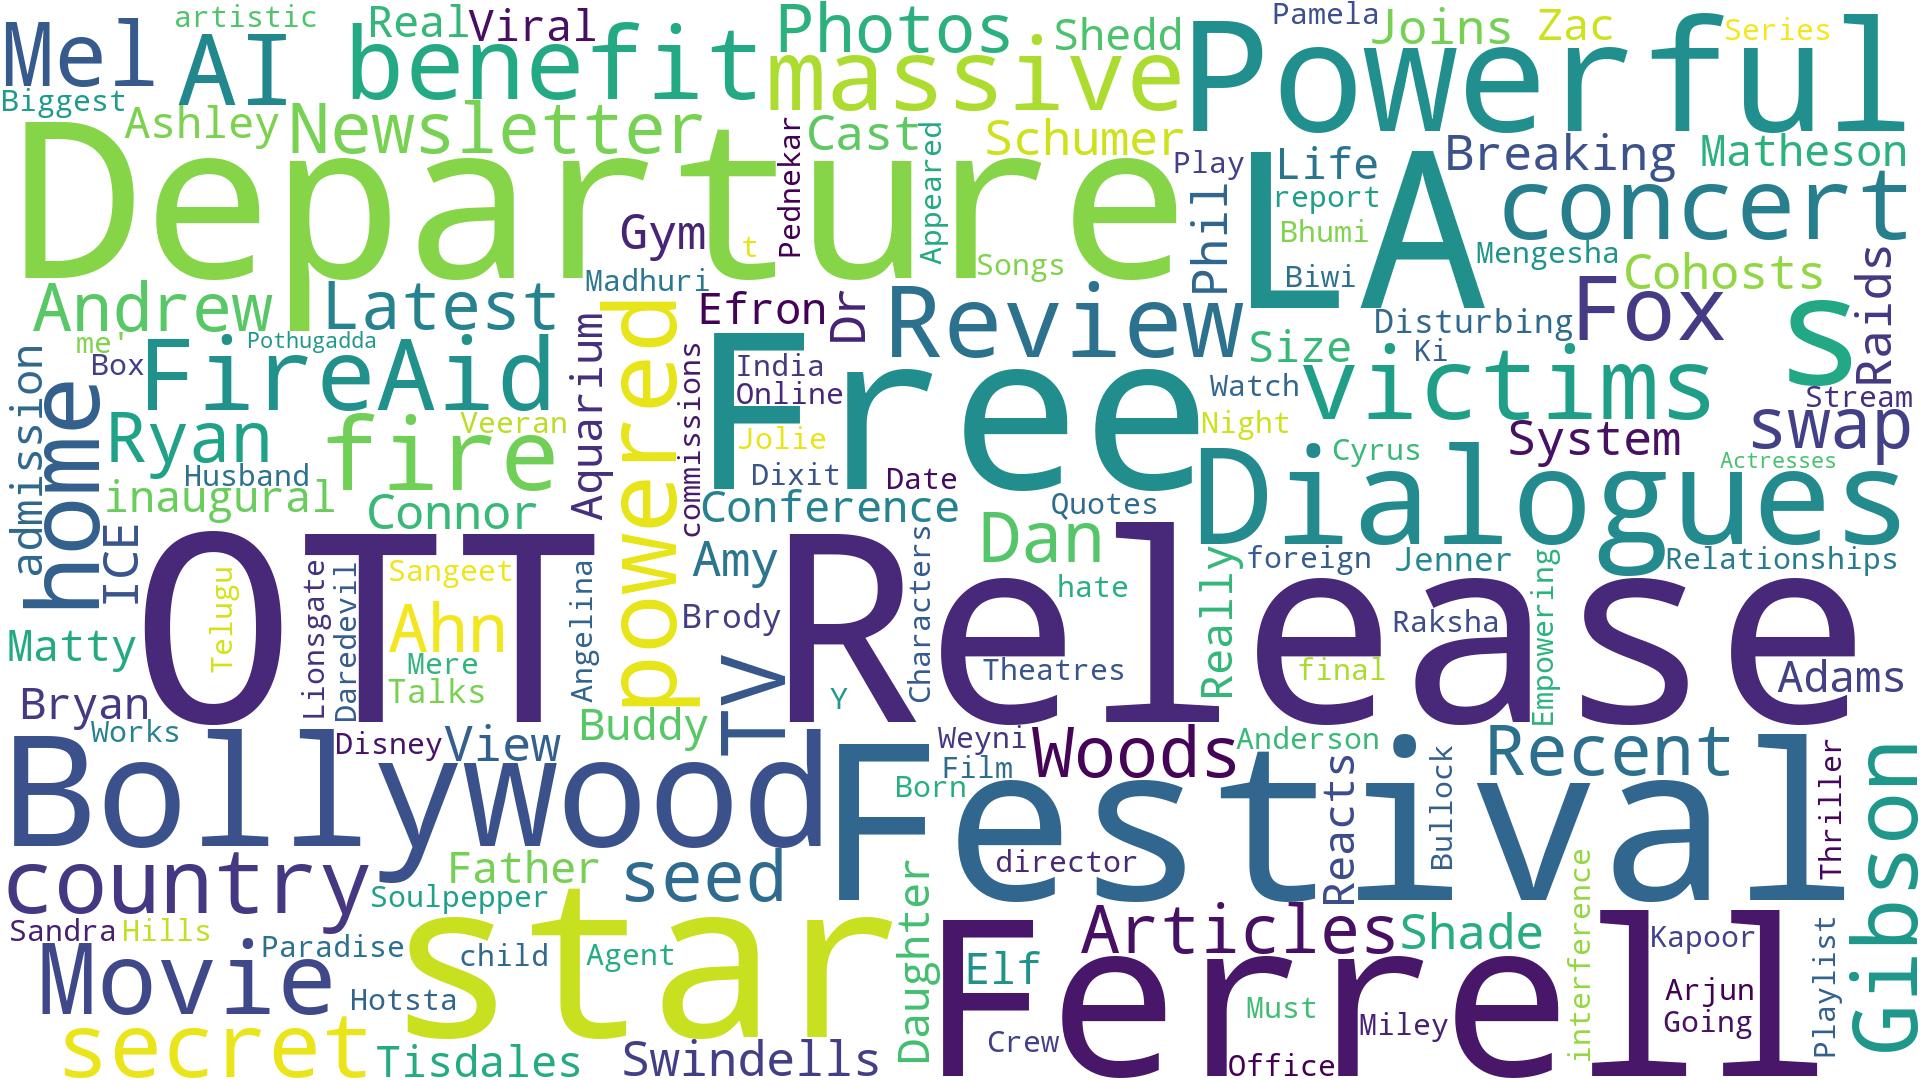 Mel
artistic
AI
Real
Viral
benefit
Photos
massive
Shedd
Powerful
Pamela
Joins
Zac
Series
Biggest
Ashley
Newsletter
Departure
Pednekar
Cast
Appeared
Schumer
Play
Life
Breaking
Matheson
LA
report
concert
Phil
Bhumi
Mengesha
Biwi
Cohosts
Raids
Gym
t
Songs
Madhuri
Andrew
Latest
Aquarium
powered
Efron
Dr
Review
Disturbing
Fox
s
me'
Pothugadda
Box
FireAid
commissions
Free
India
Online
Size
Ki
victims
Watch
Stream
admission
home
Ryan
fire
Veeran
Jolie
Night
System
swap
Husband
Dixit
Date
Cyrus
Actresses
inaugural
Connor
Conference
Quotes
Dialogues
ICE
OTT
Release
Dan
Amy
Characters
hate
Really
foreign
Jenner
Empowering
Relationships
Telugu
Lionsgate
Daredevil
Sangeet
Ahn
Angelina
Brody
Raksha
Matty
Mere
Talks
TV
Y
Theatres
final
Adams
Bryan
Works
Buddy
Disney
View
Weyni
Film
Woods
Anderson
Reacts
Bullock
Recent
Thriller
Gibson
Bollywood
Born
Festival
country
Father
seed
director
Soulpepper
Daughter
interference
Sandra
Hills
star
Articles
Shade
Ferrell
Kapoor
Playlist
Movie
Paradise
child
Agent
Elf
Hotsta
Must
Arjun
Going
secret
Tisdales
Swindells
Crew
Miley
Office